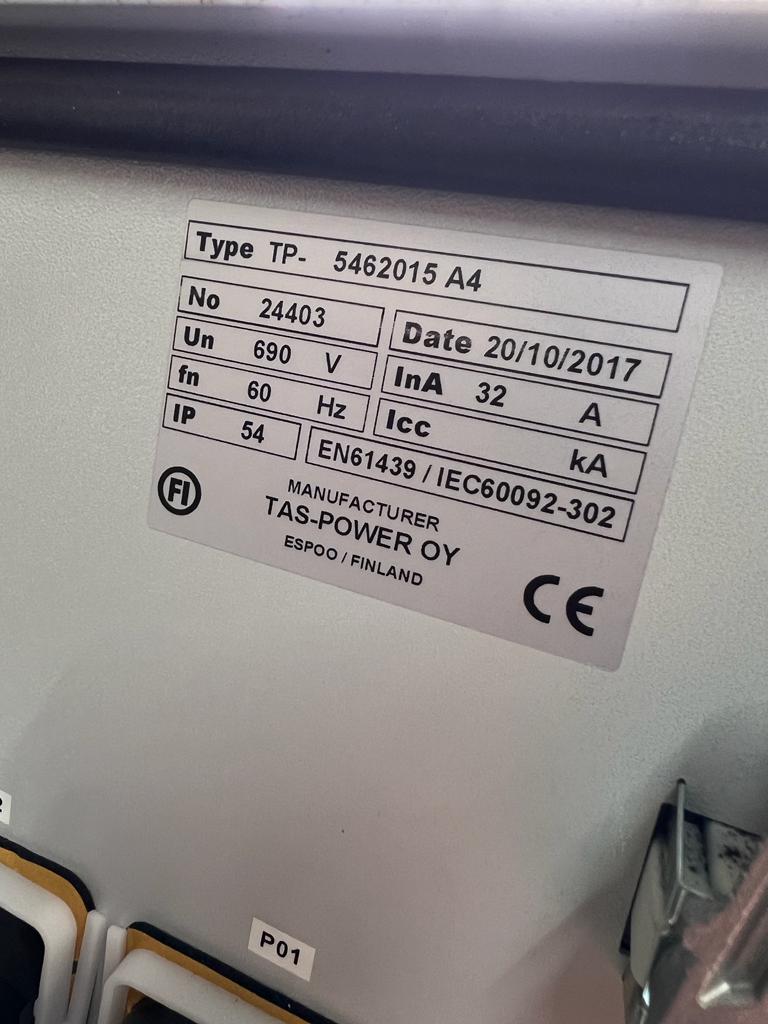 Type TP- 5462015 A4
No 24403
Date 20/10/2017
Un 690 V
InA 32 A
fn 60 Hz
Icc kA
IP 54
EN61439 / IEC60092-302
FI
MANUFACTURER
TAS-POWER OY
ESPOO / FINLAND
CE
P01